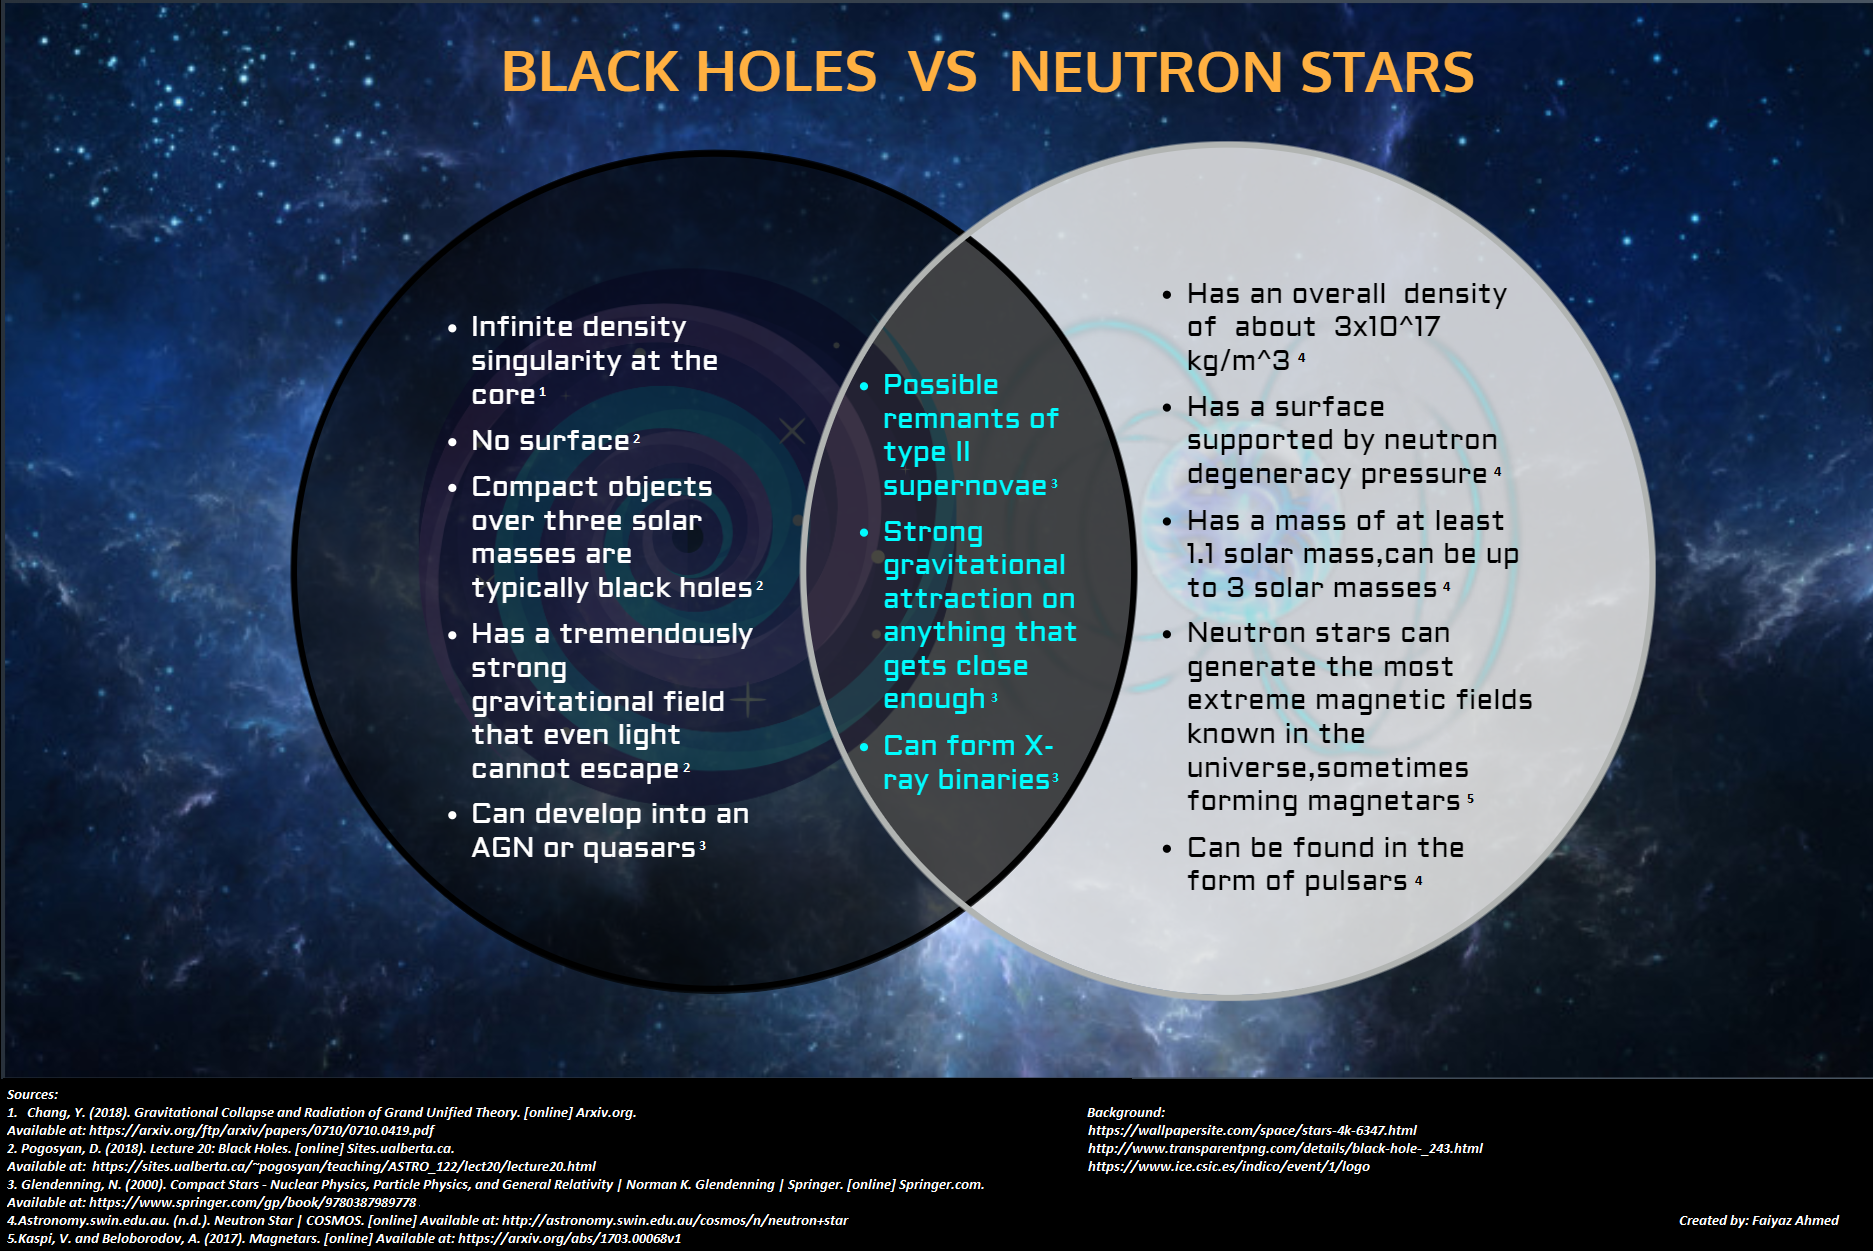 BLACK HOLES VS NEUTRON STARS
• Infinite density
singularity at the
core 1
• No surface 2
• Compact objects
over three solar
masses are
typically black holes 2
• Has a tremendously
strong
gravitational field
that even light
cannot escape 2
• Can develop into an
AGN or quasars 3
• Possible
remnants of
type II
supernovae 3
• Strong
gravitational
attraction on
anything that
gets close
enough 3
• Can form X-
ray binaries 3
• Has an overall density
of about 3x10^17
kg/m^3 4
• Has a surface
supported by neutron
degeneracy pressure 4
• Has a mass of at least
1.1 solar mass,can be up
to 3 solar masses 4
• Neutron stars can
generate the most
extreme magnetic fields
known in the
universe,sometimes
forming magnetars 5
• Can be found in the
form of pulsars 4
Sources:
1. Chang, Y. (2018). Gravitational Collapse and Radiation of Grand Unified Theory. [online] Arxiv.org.
Available at: https://arxiv.org/ftp/arxiv/papers/0710/0710.0419.pdf
2. Pogosyan, D. (2018). Lecture 20: Black Holes. [online] Sites.ualberta.ca.
Available at: https://sites.ualberta.ca/~pogosyan/teaching/ASTRO_122/lect20/lecture20.html
3. Glendenning, N. (2000). Compact Stars - Nuclear Physics, Particle Physics, and General Relativity | Norman K. Glendenning | Springer. [online] Springer.com.
Available at: https://www.springer.com/gp/book/9780387989778
4.Astronomy.swin.edu.au. (n.d.). Neutron Star | COSMOS. [online] Available at: http://astronomy.swin.edu.au/cosmos/n/neutron+star
5.Kaspi, V. and Beloborodov, A. (2017). Magnetars. [online] Available at: https://arxiv.org/abs/1703.00068v1
Background:
https://wallpapersite.com/space/stars-4k-6347.html
http://www.transparentpng.com/details/black-hole-_243.html
https://www.ice.csic.es/indico/event/1/logo
Created by: Faiyaz Ahmed